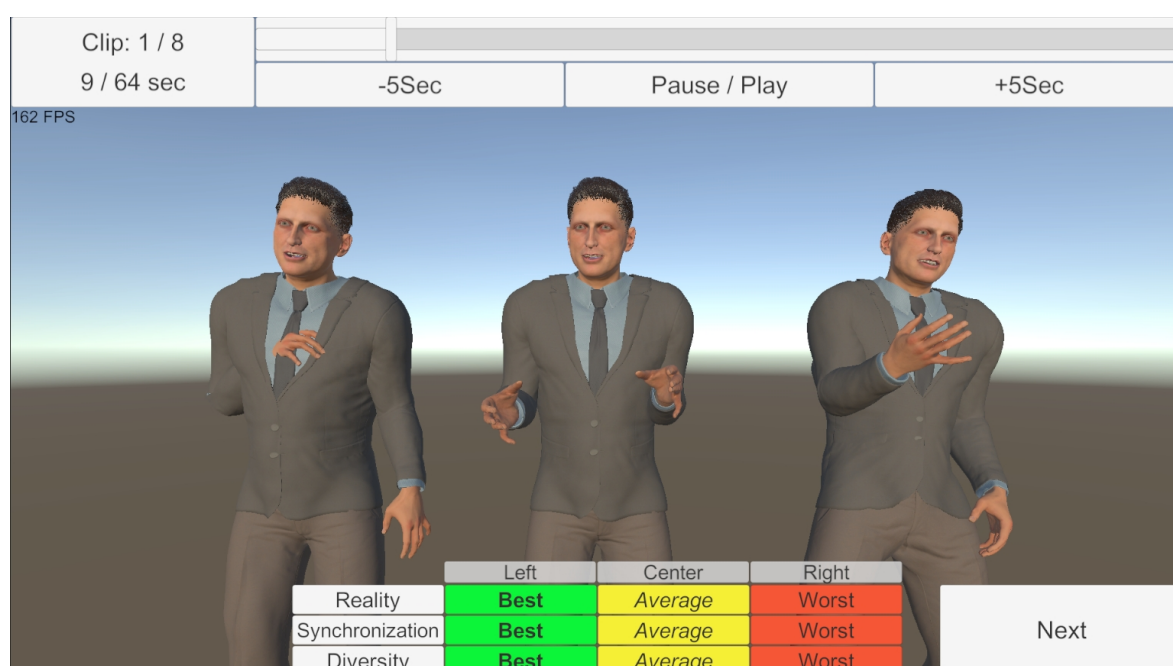 Clip: 1 / 8
9 / 64 sec
-5Sec
Pause / Play
+5Sec
162 FPS
Left
Center
Right
Reality
Best
Average
Worst
Synchronization
Best
Average
Worst
Diversity
Best
Average
Worst
Next